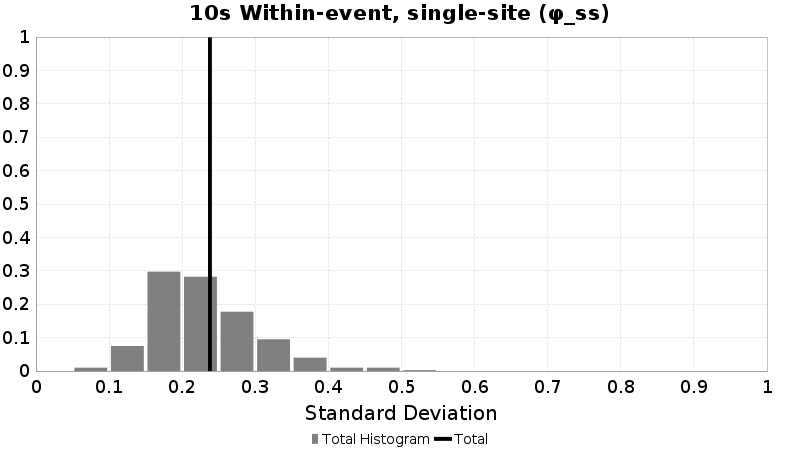 10s Within-event, single-site (φ_ss)
1
0.9
0.8
0.7
0.6
0.5
0.4
0.3
0.2
0.1
0
0 0.1 0.2 0.3 0.4 0.5 0.6 0.7 0.8 0.9 1
Standard Deviation
Total Histogram Total